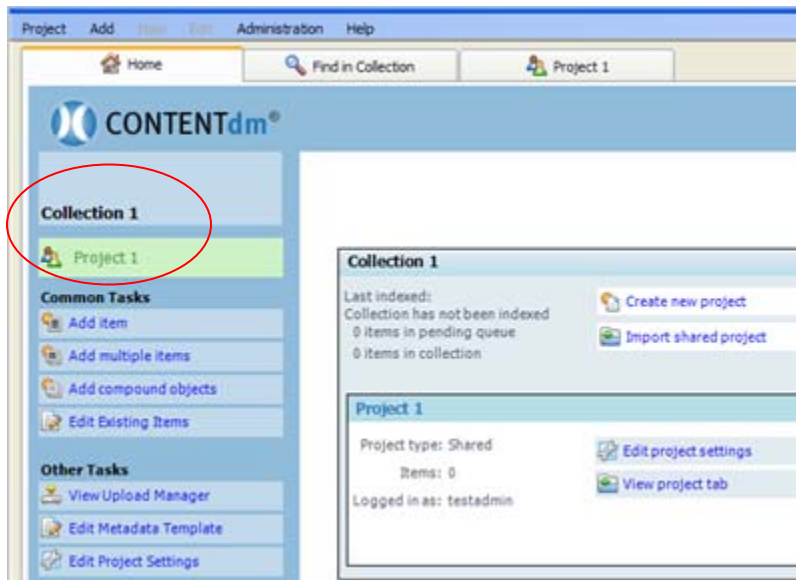 Project Add View Edit Administration Help
Home Find in Collection Project 1
CONTENTdm®
Collection 1
Project 1
Common Tasks
Add item
Add multiple items
Add compound objects
Edit Existing Items
Other Tasks
View Upload Manager
Edit Metadata Template
Edit Project Settings
Collection 1
Last indexed:
Collection has not been indexed
0 items in pending queue
0 items in collection
Create new project
Import shared project
Project 1
Project type: Shared
Items: 0
Logged in as: testadmin
Edit project settings
View project tab